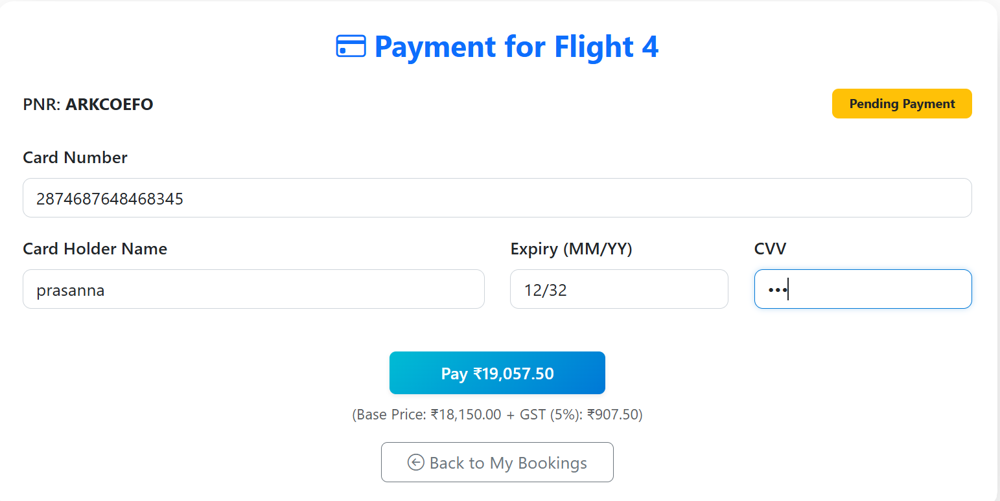 Payment for Flight 4
PNR: ARKCOEFO
Pending Payment
Card Number
2874687648468345
Card Holder Name
Expiry (MM/YY)
CVV
prasanna
12/32
•••
Pay ₹19,057.50
(Base Price: ₹18,150.00 + GST (5%): ₹907.50)
Back to My Bookings